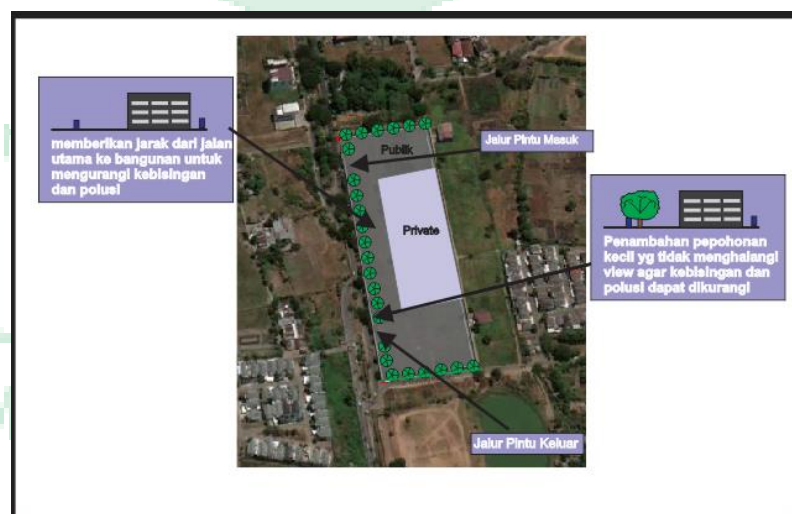 memberikan jarak dari jalan
utama ke bangunan untuk
mengurangi kebisingan
dan polusi
Jalur Pintu Masuk
Publik
Private
Penambahan pepohonan
kecil yg tidak menghalangi
view agar kebisingan dan
polusi dapat dikurangi
Jalur Pintu Keluar